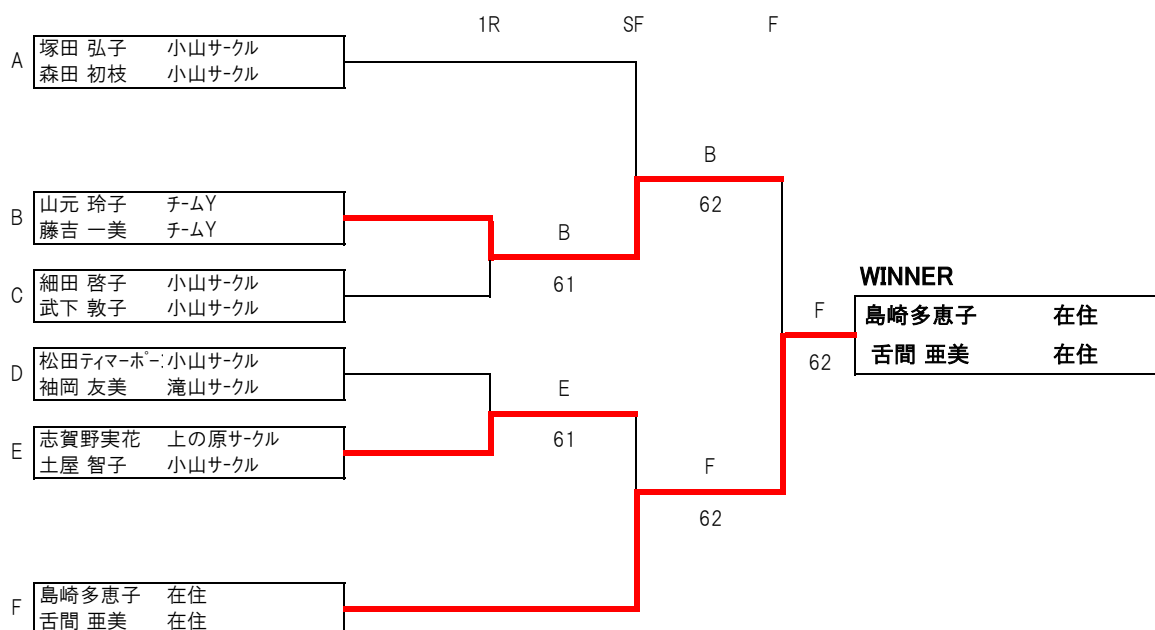 1R SF F
A 塚田 弘子 小山サークル
森田 初枝 小山サークル
B
62
B 山元 玲子 チームY
藤吉 一美 チームY
B
61
C 細田 啓子 小山サークル
武下 敦子 小山サークル
WINNER
F 島崎多恵子 在住
62 舌間 亜美 在住
D 松田ティマーポー 小山サークル
袖岡 友美 滝山サークル
E
61
E 志賀野実花 上の原サークル
土屋 智子 小山サークル
F
62
F 島崎多恵子 在住
舌間 亜美 在住